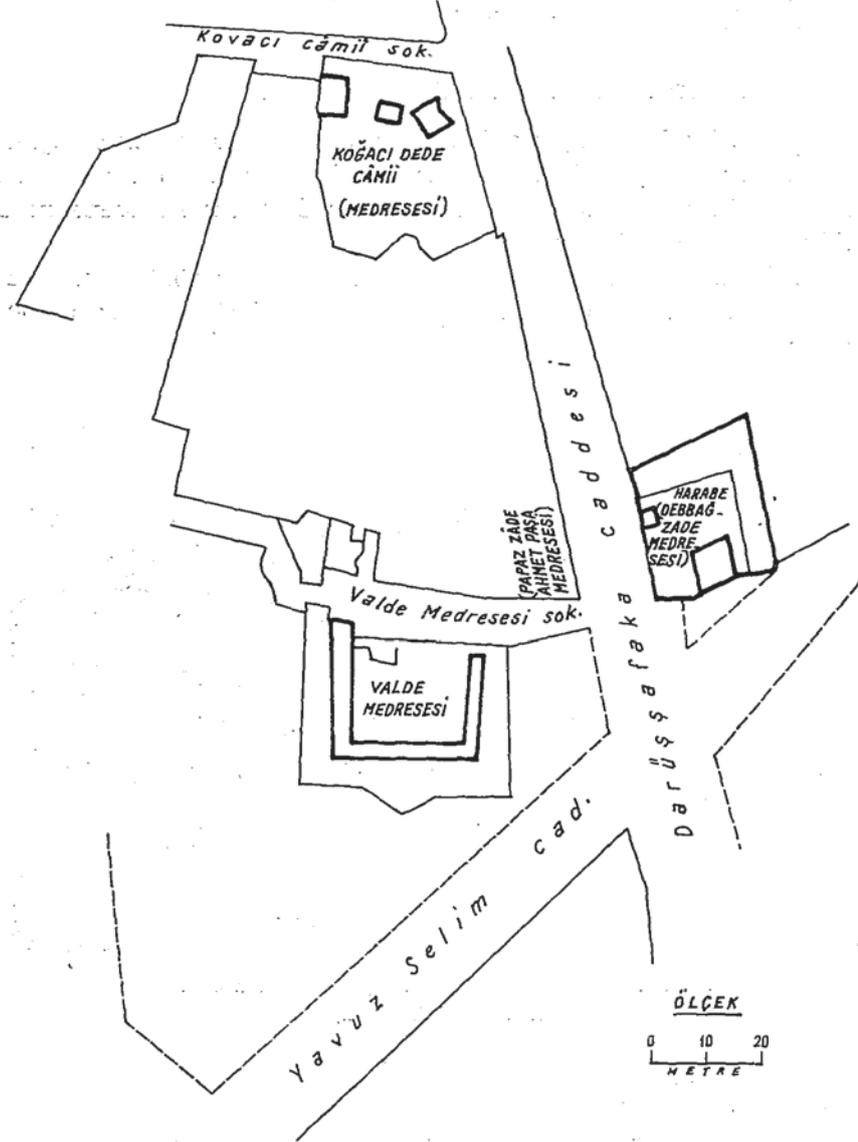 Kovacı câmii sok.
KOĞACI DEDE
CÂMİİ
(MEDRESESİ)
Darüşşafaka caddesi
HARABE
(DEBBAĞ-
ZADE
MEDRE-
SESİ)
(PAPAZ ZÂDE
AHMET PAŞA
MEDRESESİ)
Valde Medresesi sok.
VALDE
MEDRESESİ
Yavuz Selim cad.
ÖLÇEK
0 10 20
METRE